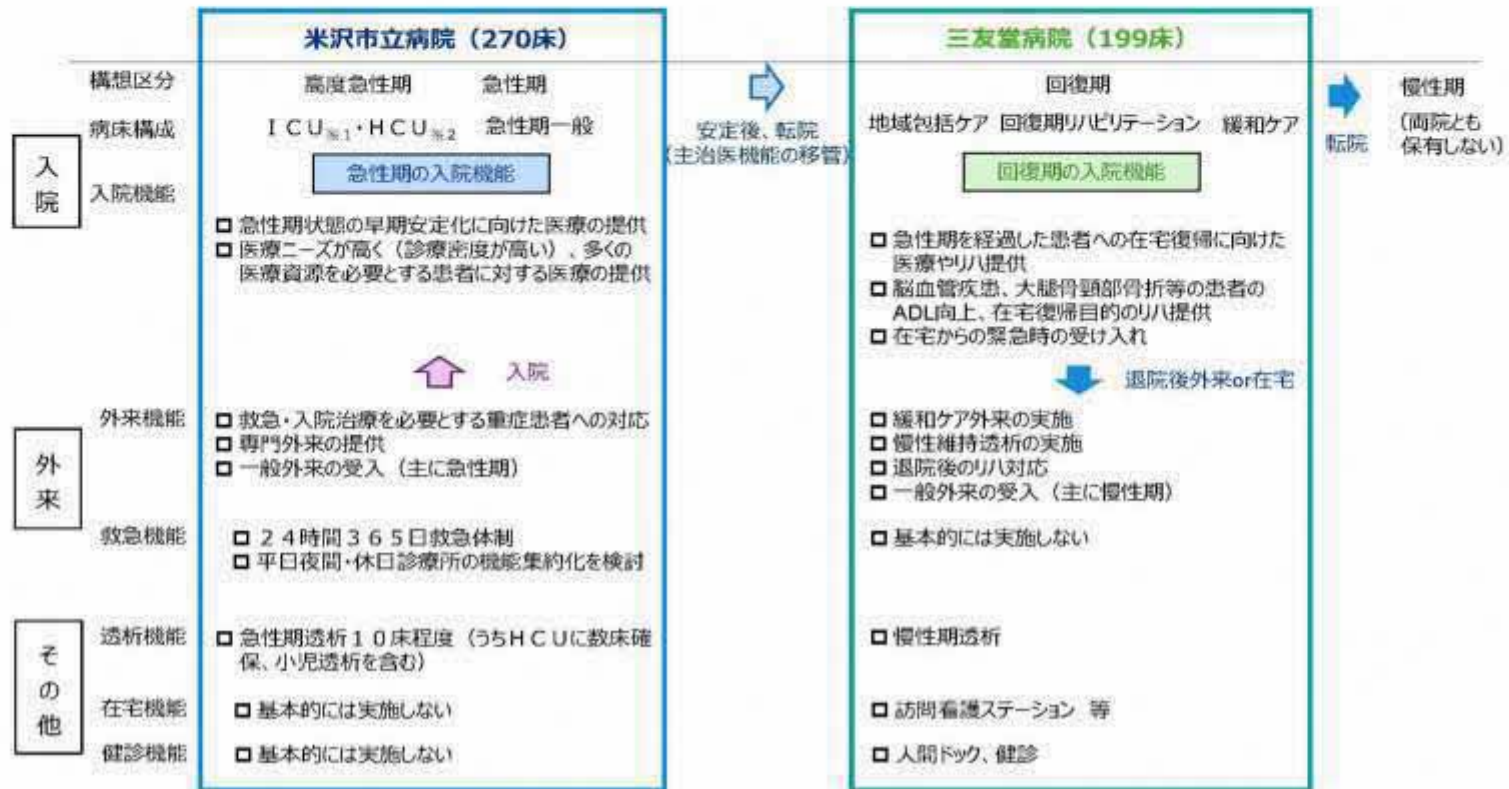 米沢市立病院（270床）
三友堂病院（199床）
構想区分
高度急性期
急性期
回復期
慢性期
病床構成
ＩＣＵ※1・ＨＣＵ※2
急性期一般
安定後、転院
（主治医機能の移管）
地域包括ケア
回復期リハビリテーション
緩和ケア
転院
（両院とも
保有しない）
入院
入院機能
急性期の入院機能
回復期の入院機能
急性期状態の早期安定化に向けた医療の提供
医療ニーズが高く（診療密度が高い）、多くの
医療資源を必要とする患者に対する医療の提供
急性期を経過した患者への在宅復帰に向けた
医療やリハ提供
脳血管疾患、大腿骨頸部骨折等の患者の
ADL向上、在宅復帰目的のリハ提供
在宅からの緊急時の受け入れ
入院
退院後外来or在宅
外来
外来機能
救急・入院治療を必要とする重症患者への対応
専門外来の提供
一般外来の受入（主に急性期）
緩和ケア外来の実施
慢性維持透析の実施
退院後のリハ対応
一般外来の受入（主に慢性期）
救急機能
２４時間３６５日救急体制
平日夜間・休日診療所の機能集約化を検討
基本的には実施しない
その他
透析機能
急性期透析１０床程度（うちＨＣＵに数床確
保、小児透析を含む）
慢性期透析
在宅機能
基本的には実施しない
訪問看護ステーション 等
健診機能
基本的には実施しない
人間ドック、健診